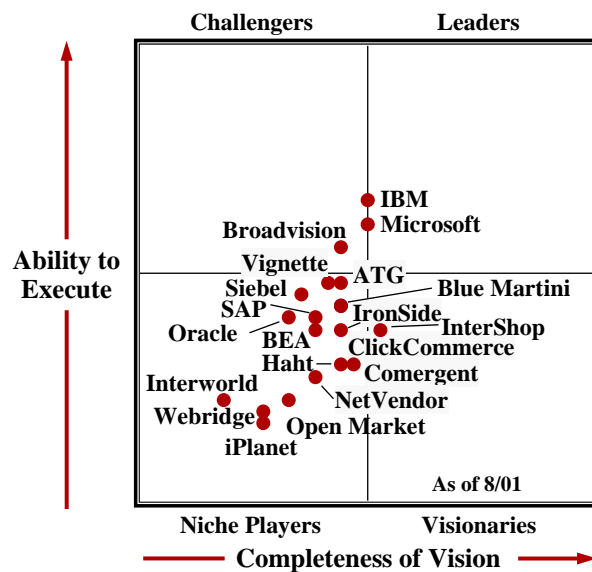 Challengers
Leaders
IBM
Microsoft
Broadvision
Vignette
ATG
Ability to
Execute
Blue Martini
Siebel
SAP
IronSide
Oracle
InterShop
BEA
ClickCommerce
Haht
Comergent
Interworld
NetVendor
Webridge
Open Market
iPlanet
As of 8/01
Niche Players
Visionaries
Completeness of Vision